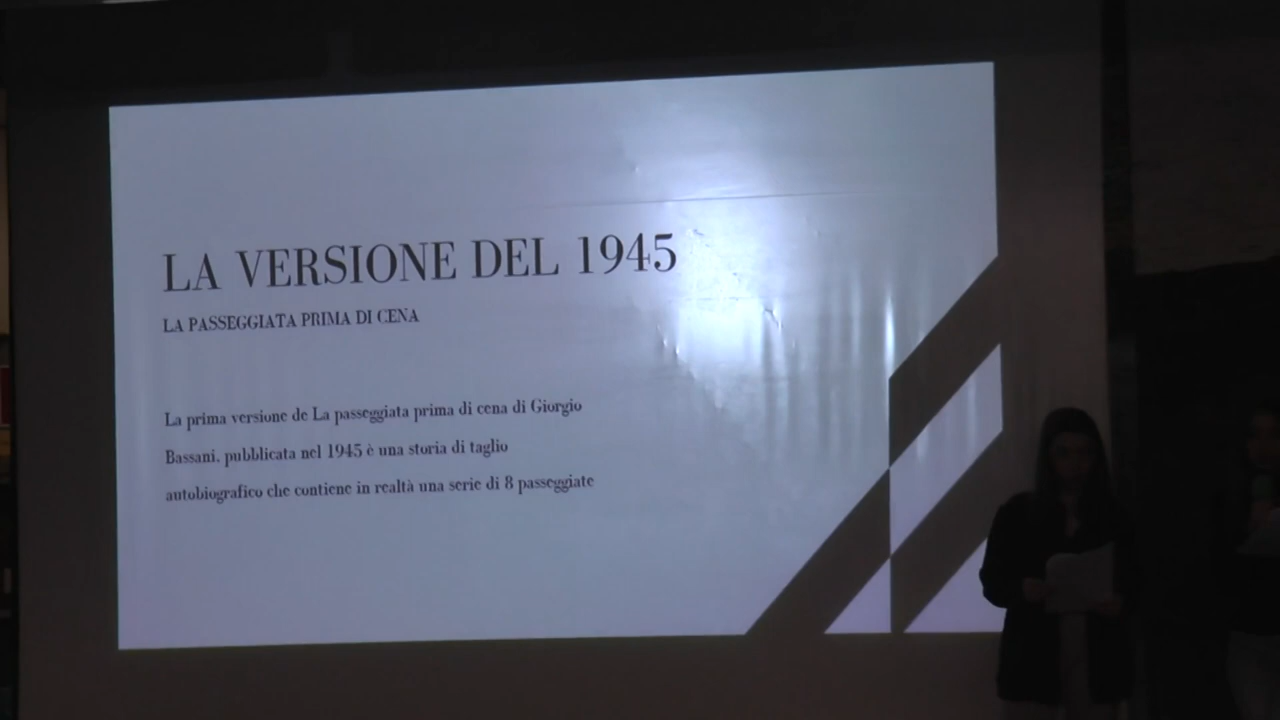 LA VERSIONE DEL 1945
LA PASSEGGIATA PRIMA DI CENA
La prima versione de La passeggiata prima di cena di Giorgio
Bassani, pubblicata nel 1945 è una storia di taglio
autobiografico che contiene in realtà una serie di 8 passeggiate